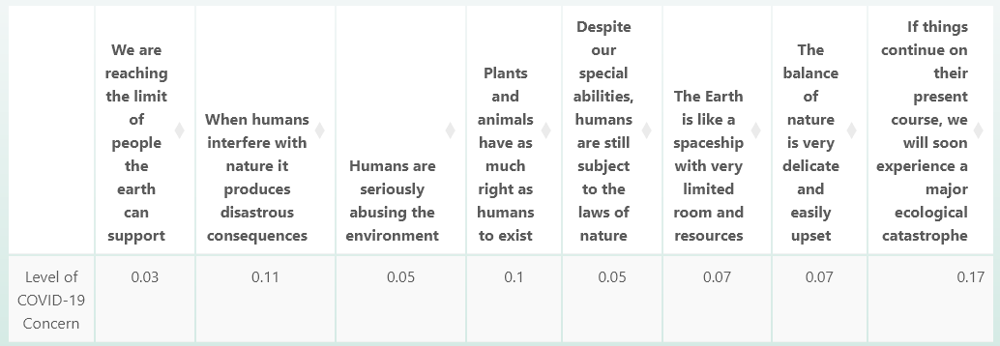 We are
reaching
the limit
of
people
the
earth
can
support
When humans
interfere with
nature it
produces
disastrous
consequences
Humans are
seriously
abusing the
environment
Plants
and
animals
have as
much
right as
humans
to exist
Despite
our
special
abilities,
humans
are still
subject
to the
laws of
nature
The Earth
is like a
spaceship
with very
limited
room and
resources
The
balance
of
nature
is very
delicate
and
easily
upset
If things
continue on
their
present
course, we
will soon
experience a
major
ecological
catastrophe
Level of
COVID-19
Concern
0.03
0.11
0.05
0.1
0.05
0.07
0.07
0.17